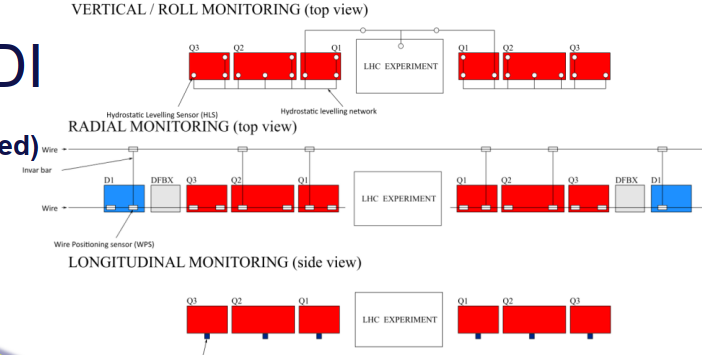 VERTICAL / ROLL MONITORING (top view)
DI
Q3 Q2 Q1 LHC EXPERIMENT Q1 Q2 Q3
Hydrostatic Levelling Sensor (HLS) Hydrostatic levelling network
RADIAL MONITORING (top view)
ed)
Wire
Invar bar
D1 DFBX Q3 Q2 Q1 LHC EXPERIMENT Q1 Q2 Q3 DFBX D1
Wire
Wire Positioning sensor (WPS)
LONGITUDINAL MONITORING (side view)
Q3 Q2 Q1 LHC EXPERIMENT Q1 Q2 Q3